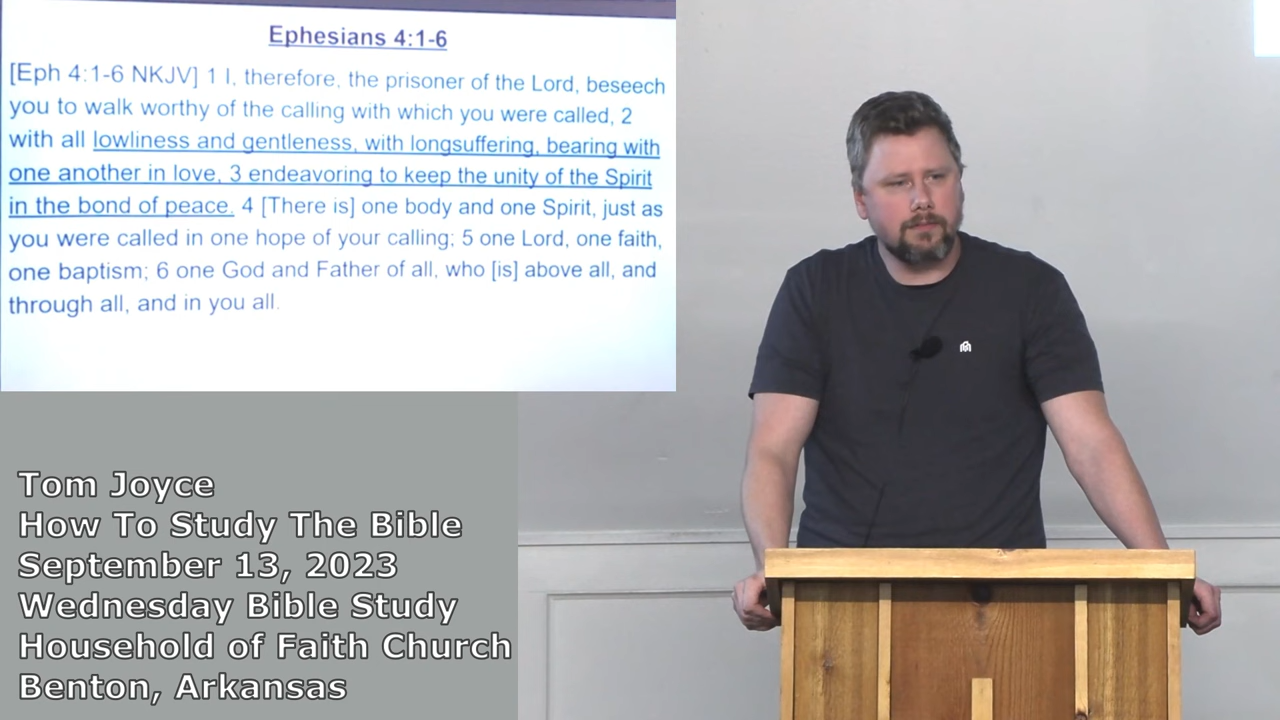 Ephesians 4:1-6
[Eph 4:1-6 NKJV] 1 I, therefore, the prisoner of the Lord, beseech
you to walk worthy of the calling with which you were called, 2
with all lowliness and gentleness, with longsuffering, bearing with
one another in love, 3 endeavoring to keep the unity of the Spirit
in the bond of peace. 4 [There is] one body and one Spirit, just as
you were called in one hope of your calling; 5 one Lord, one faith,
one baptism; 6 one God and Father of all, who [is] above all, and
through all, and in you all.
Tom Joyce
How To Study The Bible
September 13, 2023
Wednesday Bible Study
Household of Faith Church
Benton, Arkansas